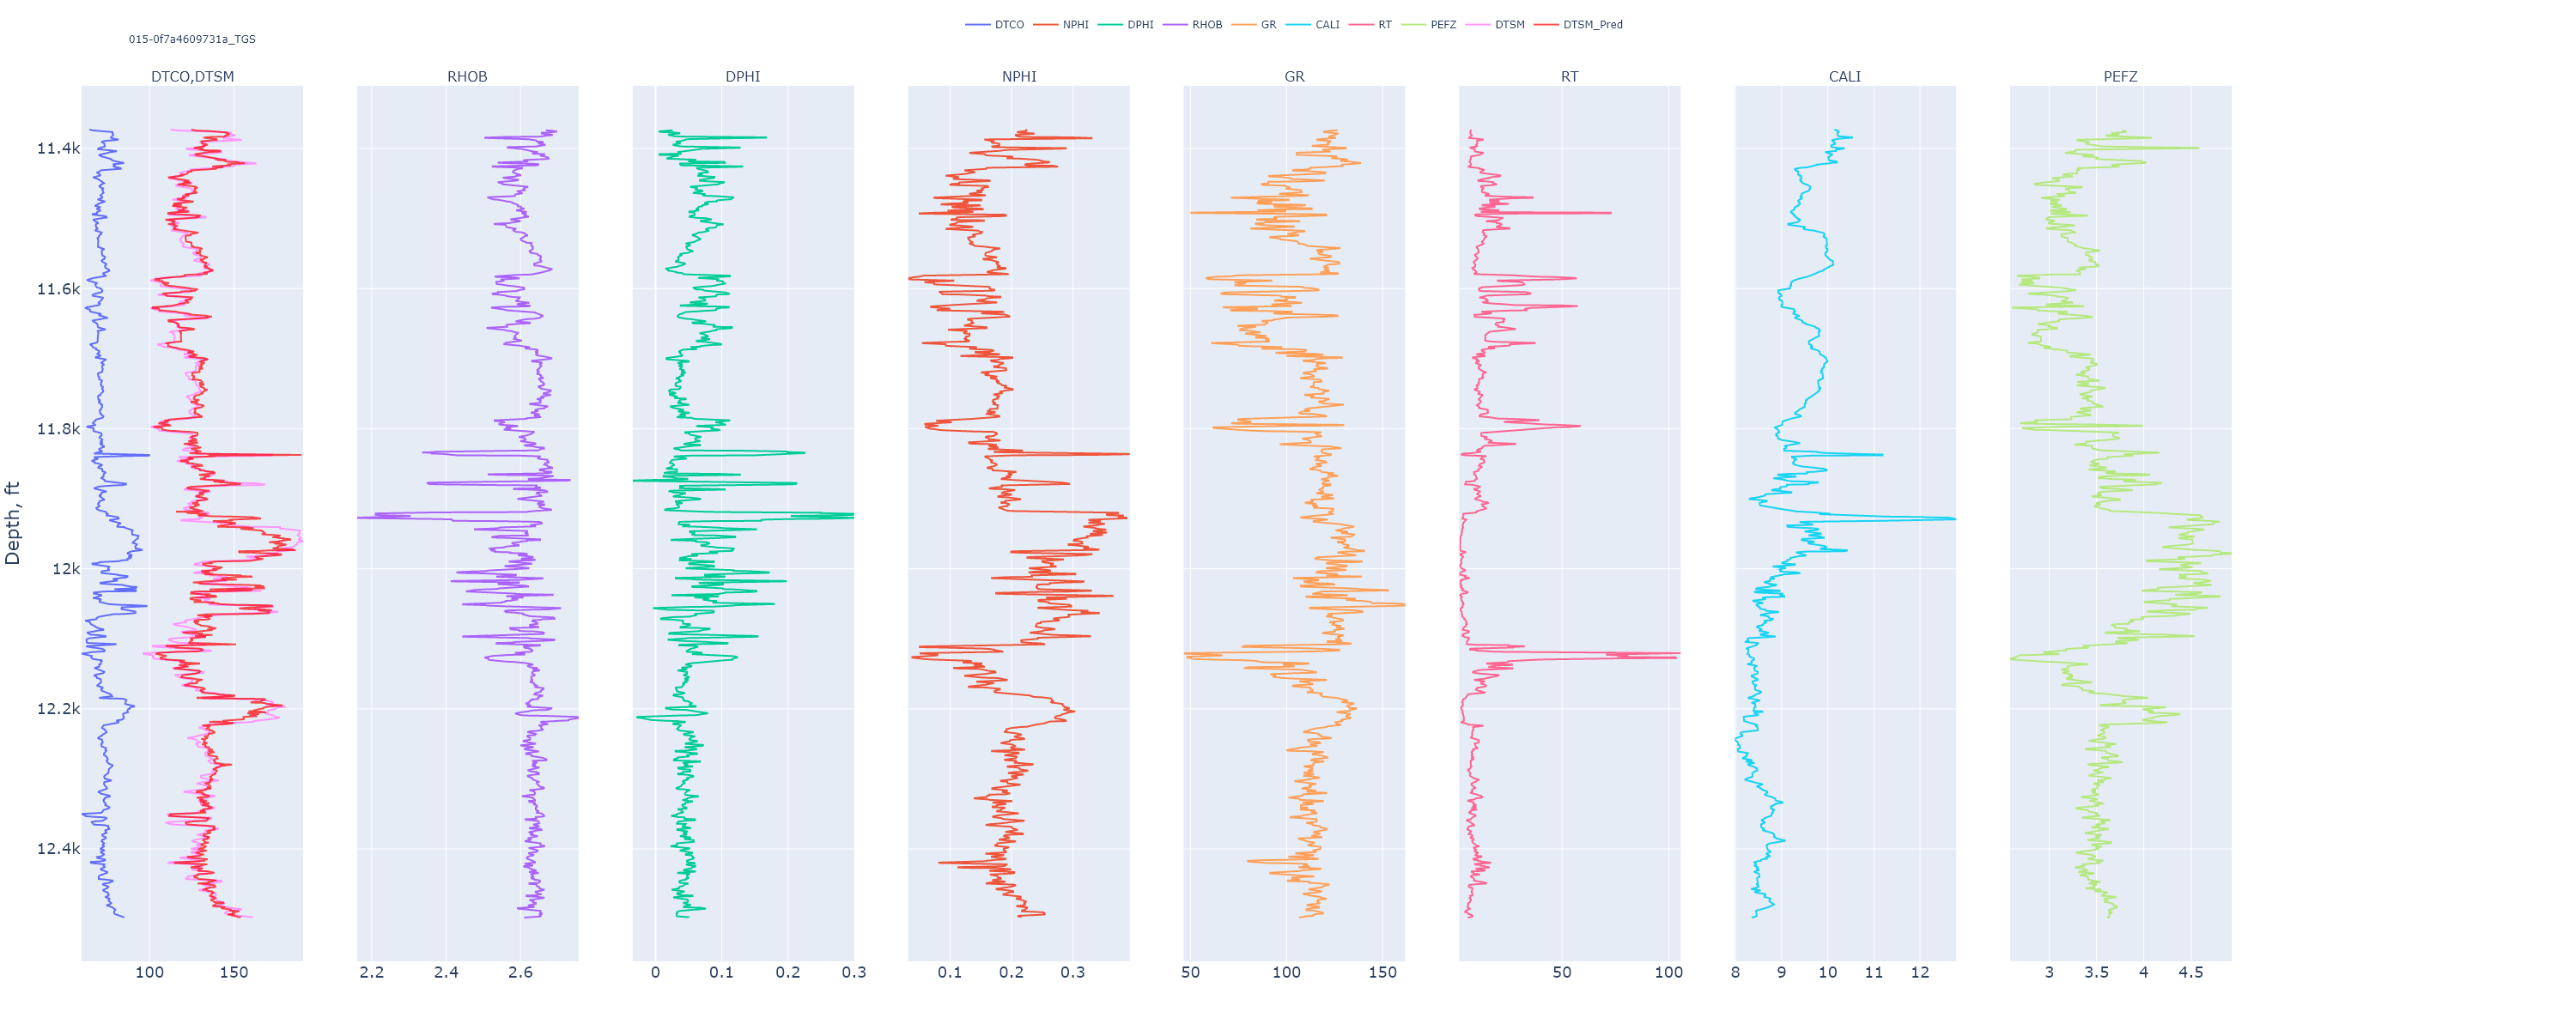 DTCO NPHI DPHI RHOB GR CALI RT PEFZ DTSM DTSM_Pred
015-0f7a4609731a_TGS
DTCO,DTSM RHOB DPHI NPHI GR RT CALI PEFZ
11.4k
11.6k
11.8k
Depth, ft
12k
12.2k
12.4k
100 150 2.2 2.4 2.6 0 0.1 0.2 0.3 0.1 0.2 0.3 50 100 150 50 100 8 9 10 11 12 3 3.5 4 4.5